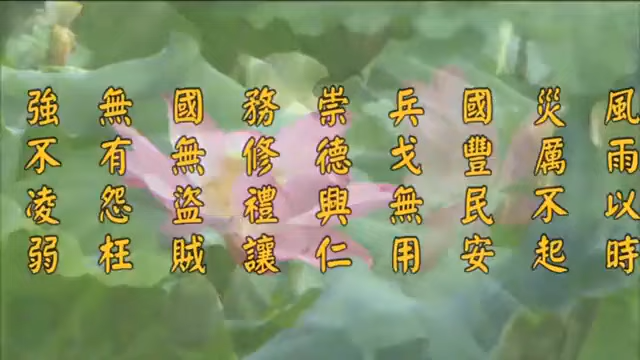 風雨以時
災厲不起
國豐民安
兵戈無用
崇德興仁
務修禮讓
國無盜賊
無有怨枉
強不凌弱